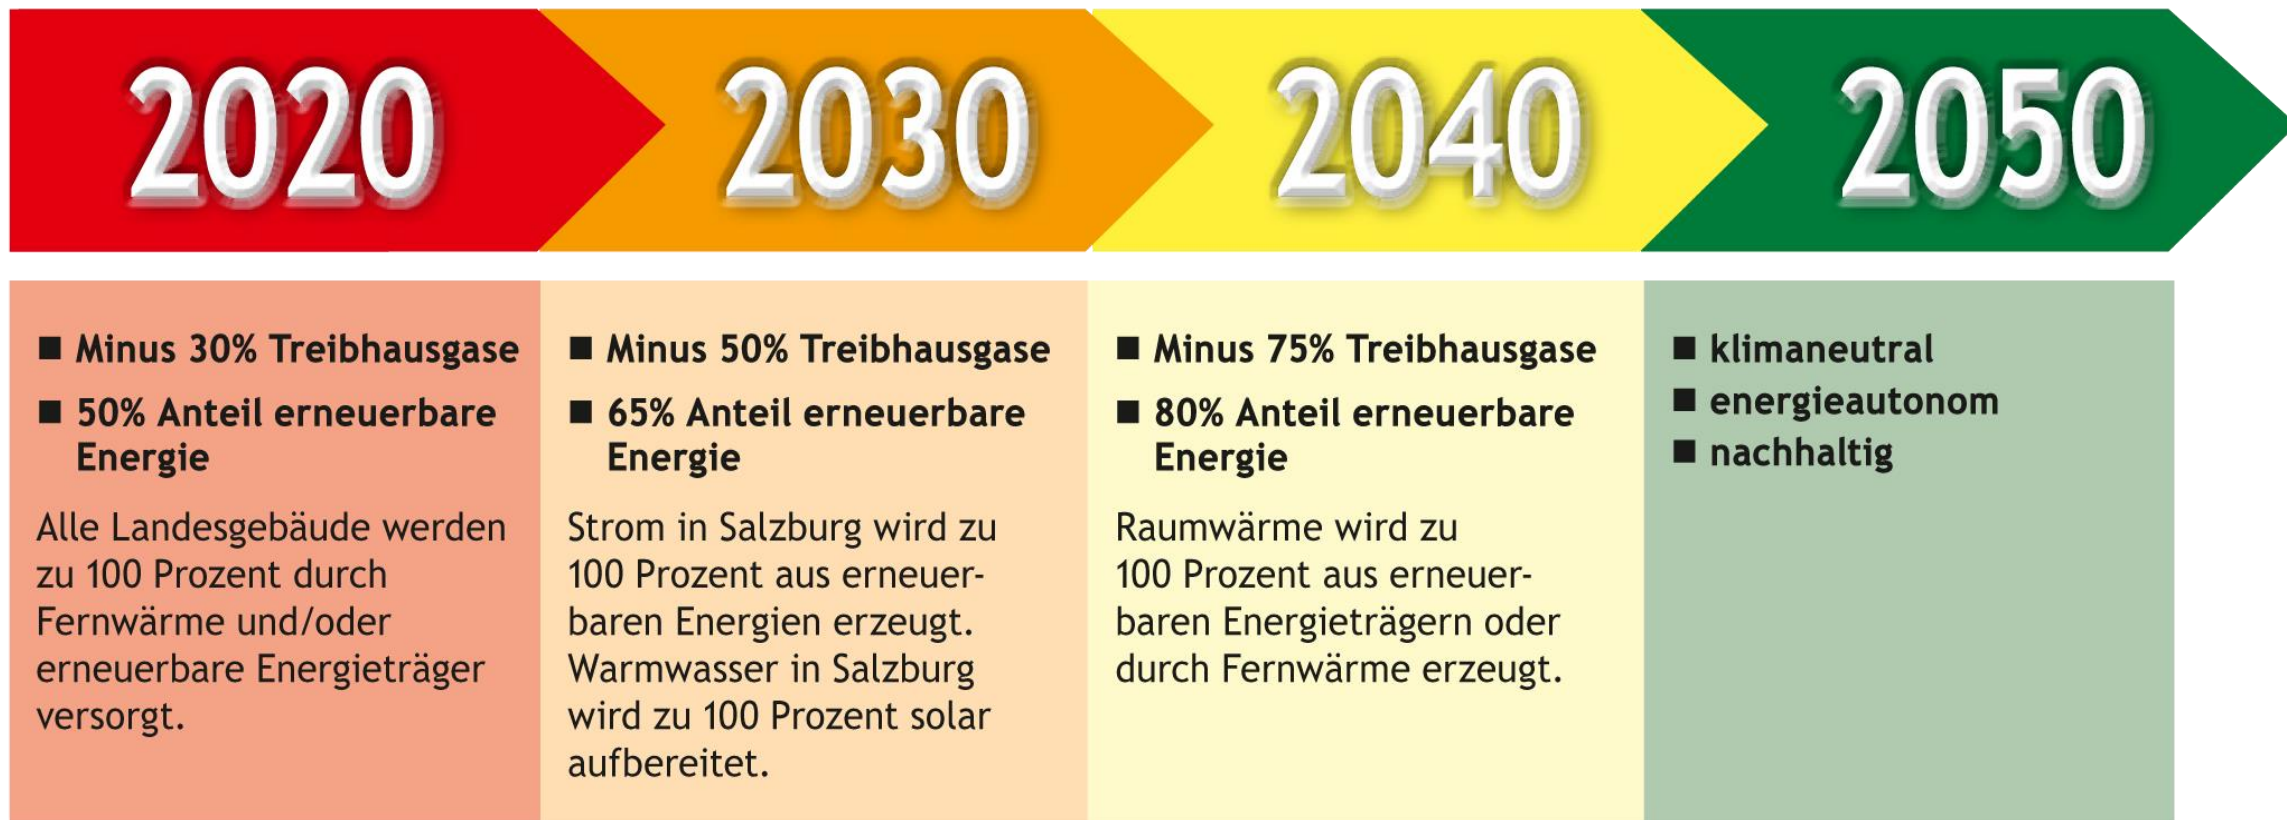 2020
2030
2040
2050
■ Minus 30% Treibhausgase
■ 50% Anteil erneuerbare
Energie
Alle Landesgebäude werden
zu 100 Prozent durch
Fernwärme und/oder
erneuerbare Energieträger
versorgt.
■ Minus 50% Treibhausgase
■ 65% Anteil erneuerbare
Energie
Strom in Salzburg wird zu
100 Prozent aus erneuer-
baren Energien erzeugt.
Warmwasser in Salzburg
wird zu 100 Prozent solar
aufbereitet.
■ Minus 75% Treibhausgase
■ 80% Anteil erneuerbare
Energie
Raumwärme wird zu
100 Prozent aus erneuer-
baren Energieträgern oder
durch Fernwärme erzeugt.
■ klimaneutral
■ energieautonom
■ nachhaltig